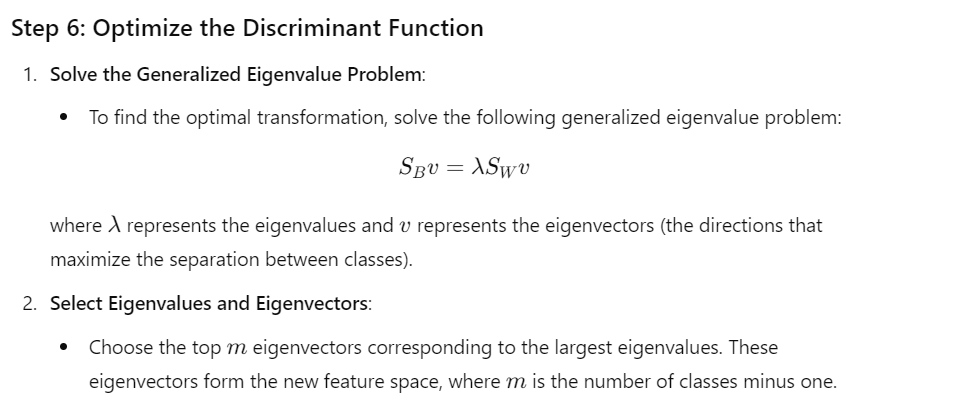 Step 6: Optimize the Discriminant Function
1. Solve the Generalized Eigenvalue Problem:
• To find the optimal transformation, solve the following generalized eigenvalue problem:
S_B v = λS_W v
where λ represents the eigenvalues and v represents the eigenvectors (the directions that
maximize the separation between classes).
2. Select Eigenvalues and Eigenvectors:
• Choose the top m eigenvectors corresponding to the largest eigenvalues. These
eigenvectors form the new feature space, where m is the number of classes minus one.